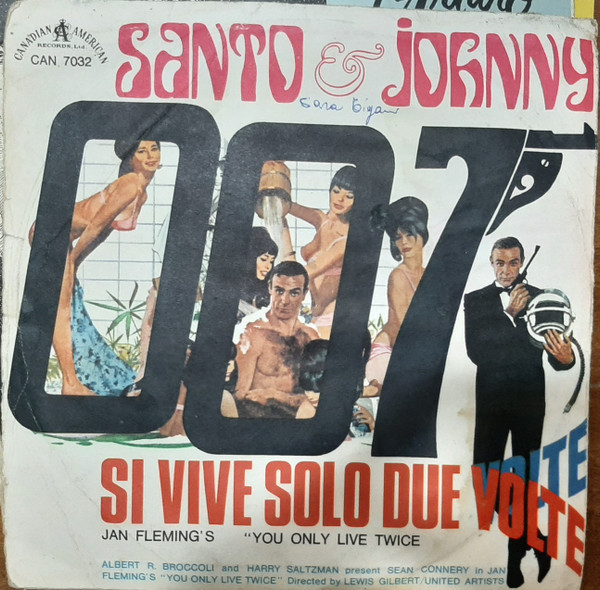 CANADIAN AMERICAN
RECORDS, Ltd.
CAN 7032
SANTO & JOHNNY
007
SI VIVE SOLO DUE VOLTE
VOLTE
JAN FLEMING'S "YOU ONLY LIVE TWICE
ALBERT R. BROCCOLI and HARRY SALTZMAN present SEAN CONNERY in JAN
FLEMING'S "YOU ONLY LIVE TWICE" Directed by LEWIS GILBERT/UNITED ARTISTS